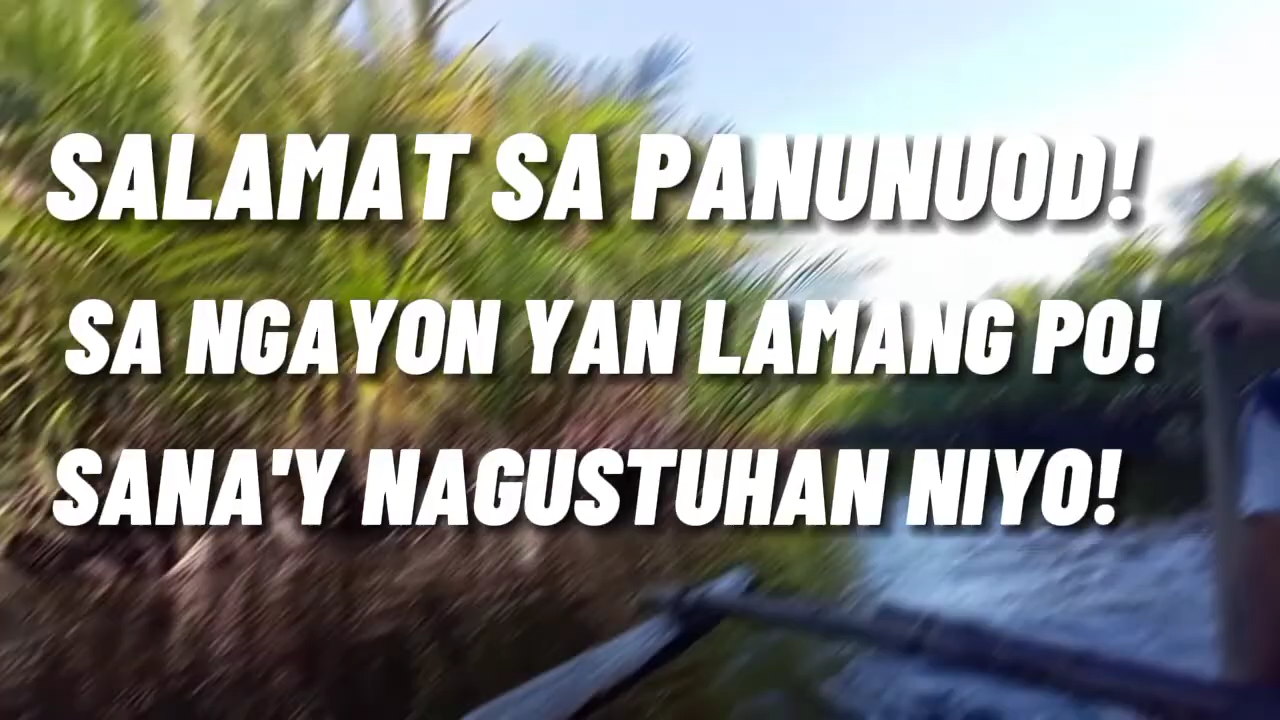 SALAMAT SA PANUNUOD!
SA NGAYON YAN LAMANG PO!
SANA'Y NAGUSTUHAN NIYO!